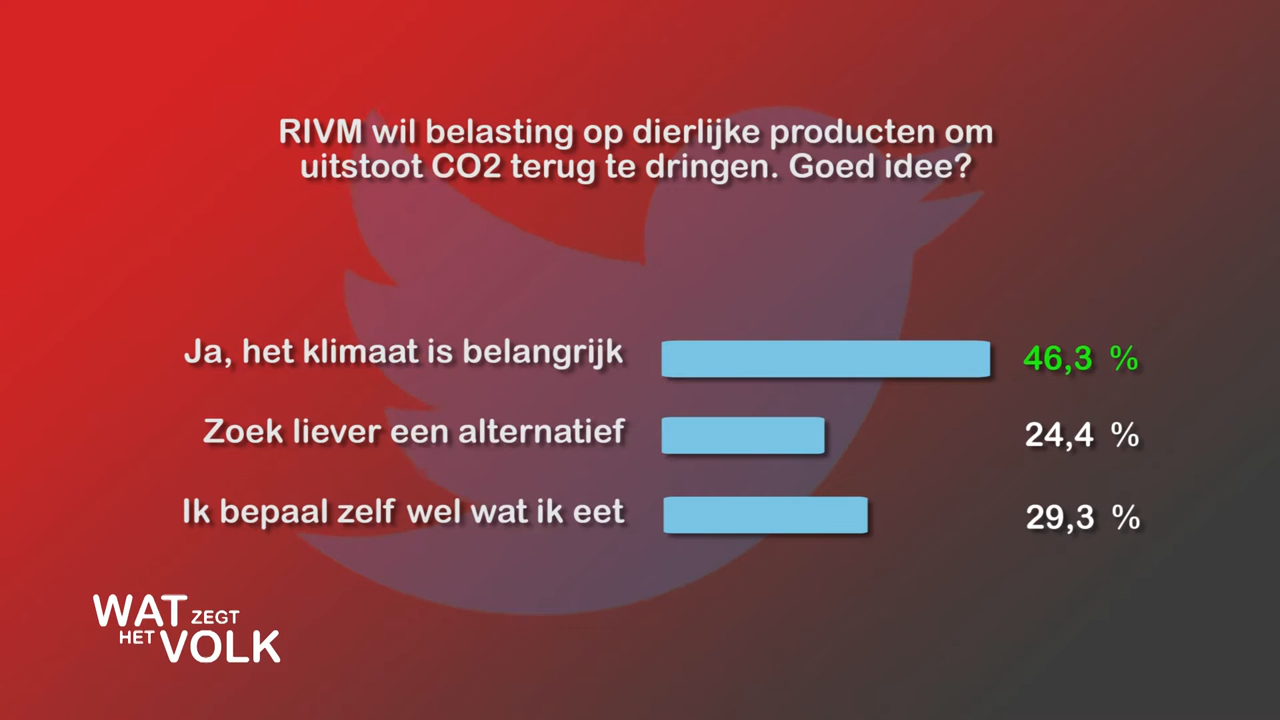 RIVM wil belasting op dierlijke producten om
uitstoot CO2 terug te dringen. Goed idee?
Ja, het klimaat is belangrijk 46,3 %
Zoek liever een alternatief 24,4 %
Ik bepaal zelf wel wat ik eet 29,3 %
WAT ZEGT
HET VOLK